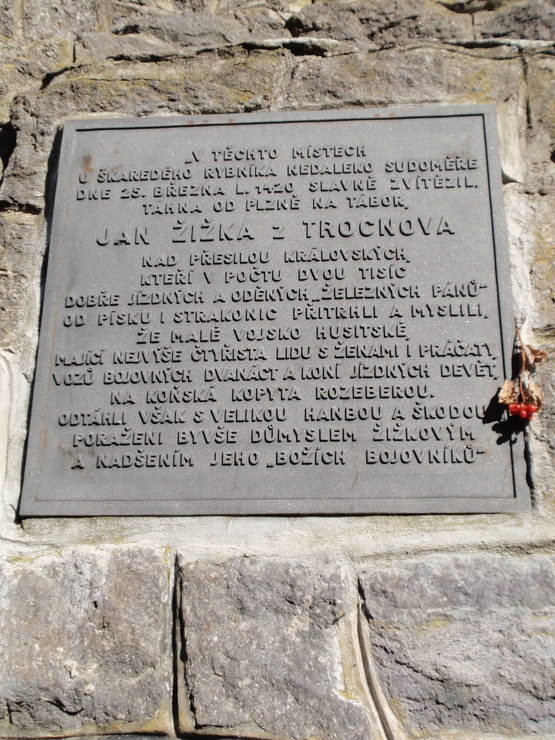 „V TĚCHTO MÍSTECH
U ŠKAREDÉHO RYBNÍKA NEDALEKO SUDOMĚŘE
DNE 25. BŘEZNA L. 1420 SLAVNĚ ZVÍTĚZIL,
TÁHNA OD PLZNĚ NA TÁBOR,
JAN ŽIŽKA Z TROCNOVA
NAD PŘESILOU KRÁLOVSKÝCH,
KTEŘÍ V POČTU DVOU TISÍC
DOBŘE JÍZDNÝCH A ODĚNÝCH „ŽELEZNÝCH PÁNŮ“
OD PÍSKU I STRAKONIC PŘITRHLI A MYSLILI,
ŽE MALÉ VOJSKO HUSITSKÉ,
MAJÍCÍ NEJVÝŠE ČTYŘISTA LIDU S ŽENAMI I PRÁČATY,
VOZŮ BOJOVNÝCH DVANÁCT A KONÍ JÍZDNÝCH DEVĚT,
NA KOŇSKÁ KOPYTA ROZEBEROU.
ODTÁHLI VŠAK S VELIKOU HANBOU A ŠKODOU
PORAŽENI BYVŠE DŮMYSLEM ŽIŽKOVÝM
A NADŠENÍM JEHO „BOŽÍCH BOJOVNÍKŮ“